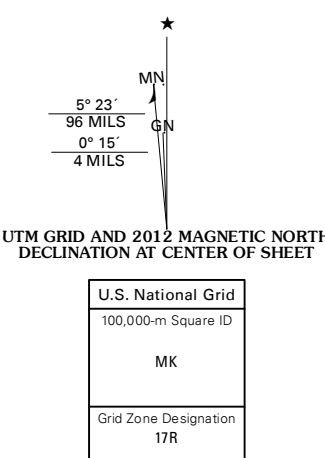 ★
MN
5° 23´
96 MILS
GN
0° 15´
4 MILS
UTM GRID AND 2012 MAGNETIC NORTH
DECLINATION AT CENTER OF SHEET
U.S. National Grid
100,000-m Square ID
MK
Grid Zone Designation
17R